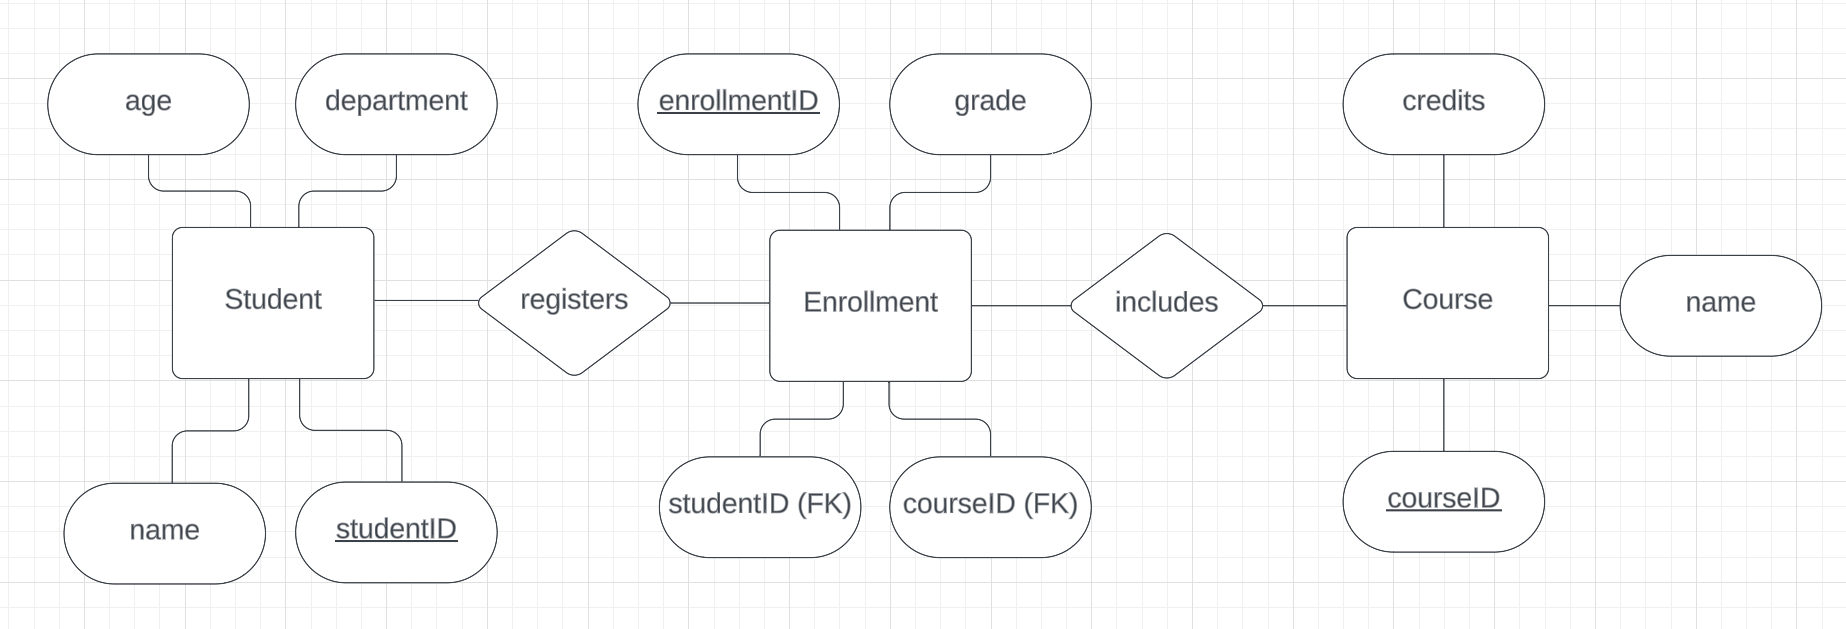 age
department
enrollmentID
grade
credits
Student
registers
Enrollment
includes
Course
name
name
studentID
studentID (FK)
courseID (FK)
courseID